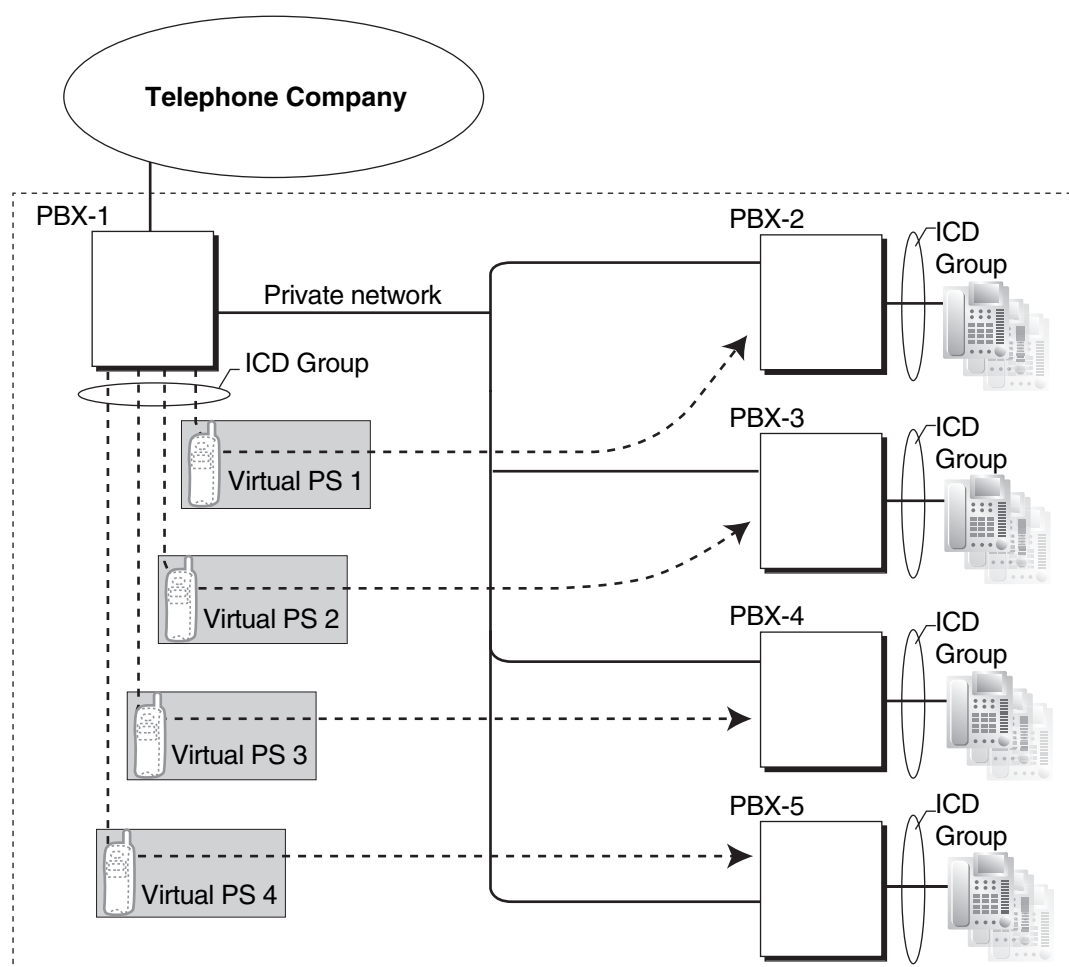 Telephone Company
PBX-1
PBX-2
ICD
Group
Private network
ICD Group
Virtual PS 1
PBX-3
ICD
Group
Virtual PS 2
PBX-4
ICD
Group
Virtual PS 3
PBX-5
ICD
Group
Virtual PS 4